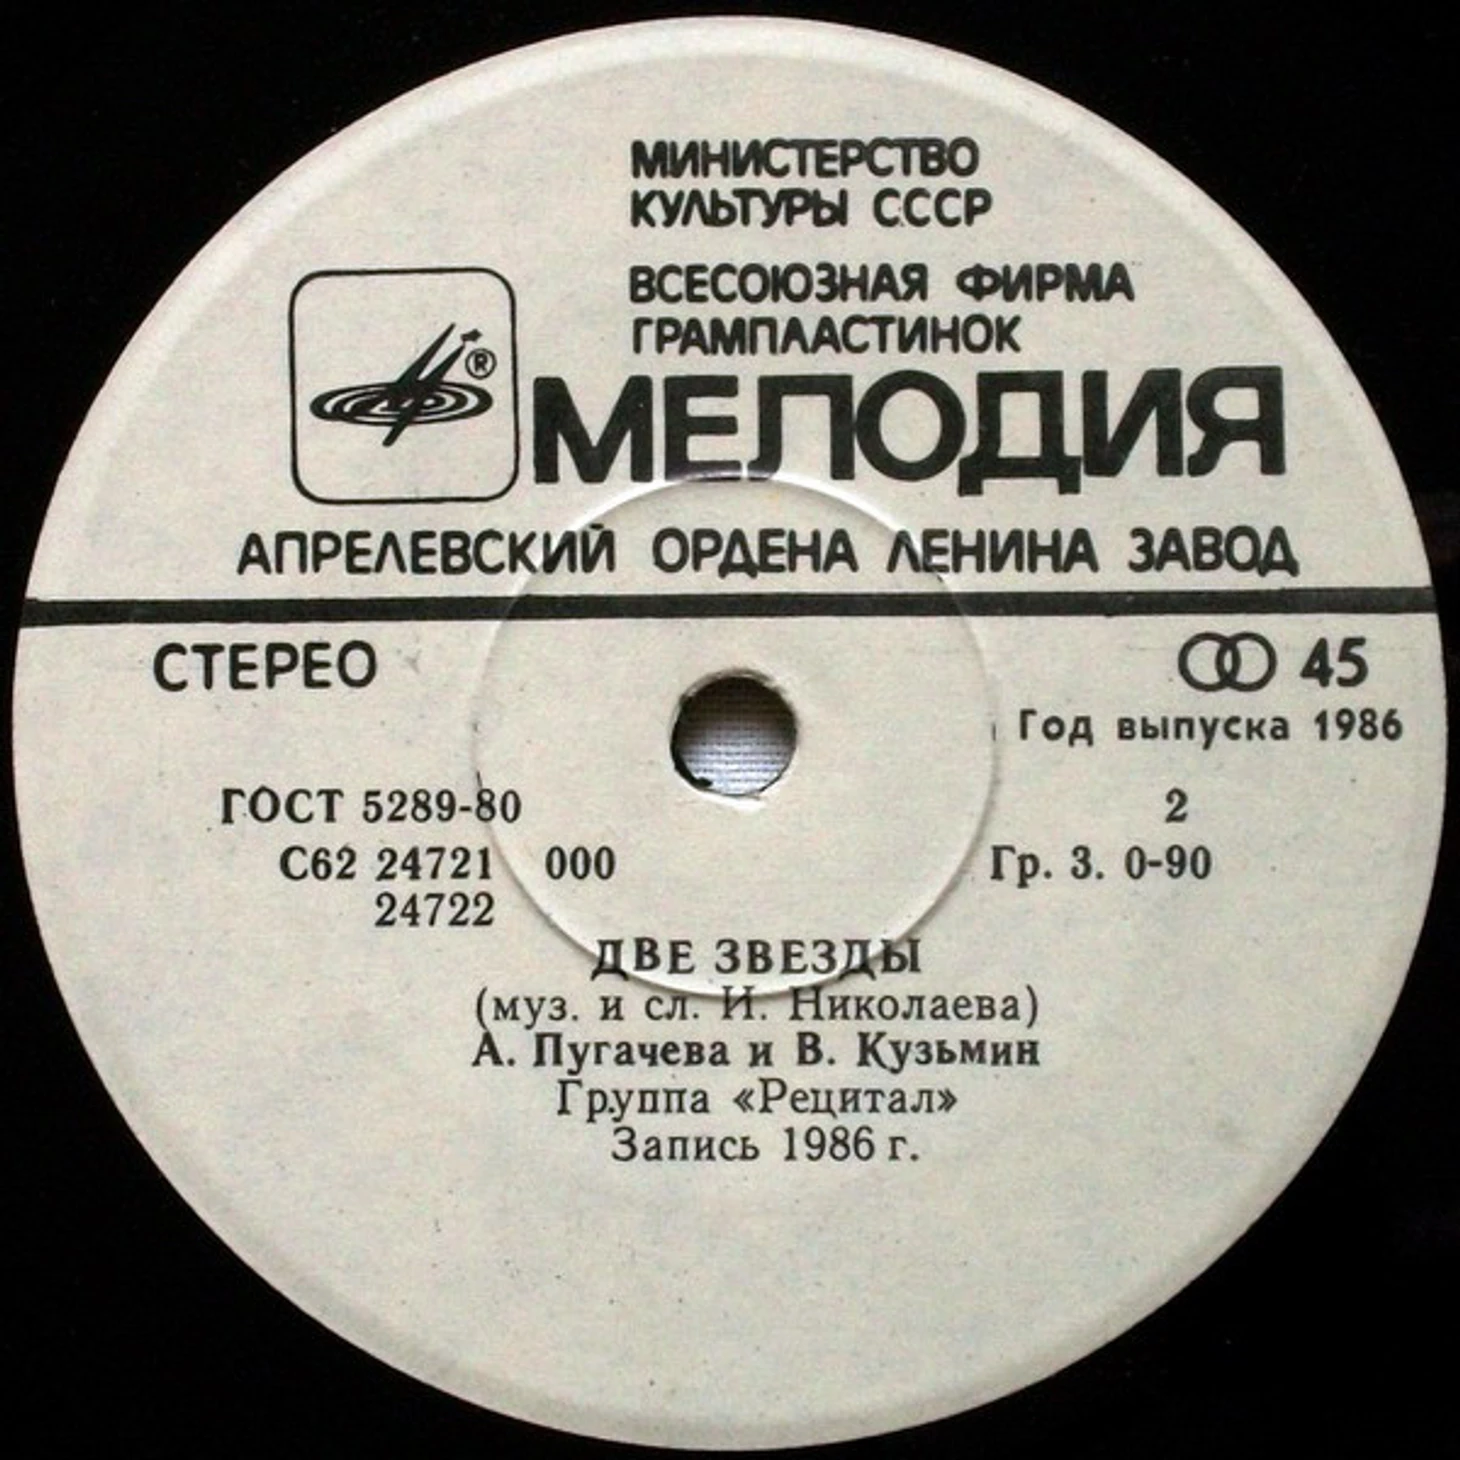 МИНИСТЕРСТВО
КУЛЬТУРЫ СССР
ВСЕСОЮЗНАЯ ФИРМА
ГРАМПЛАСТИНОК
®
МЕЛОДИЯ
АПРЕЛЕВСКИЙ ОРДЕНА ЛЕНИНА ЗАВОД
СТЕРЕО 45
Год выпуска 1986
ГОСТ 5289-80 2
С62 24721 000 Гр. 3. 0-90
24722
ДВЕ ЗВЕЗДЫ
(муз. и сл. И. Николаева)
А. Пугачева и В. Кузьмин
Группа «Рецитал»
Запись 1986 г.